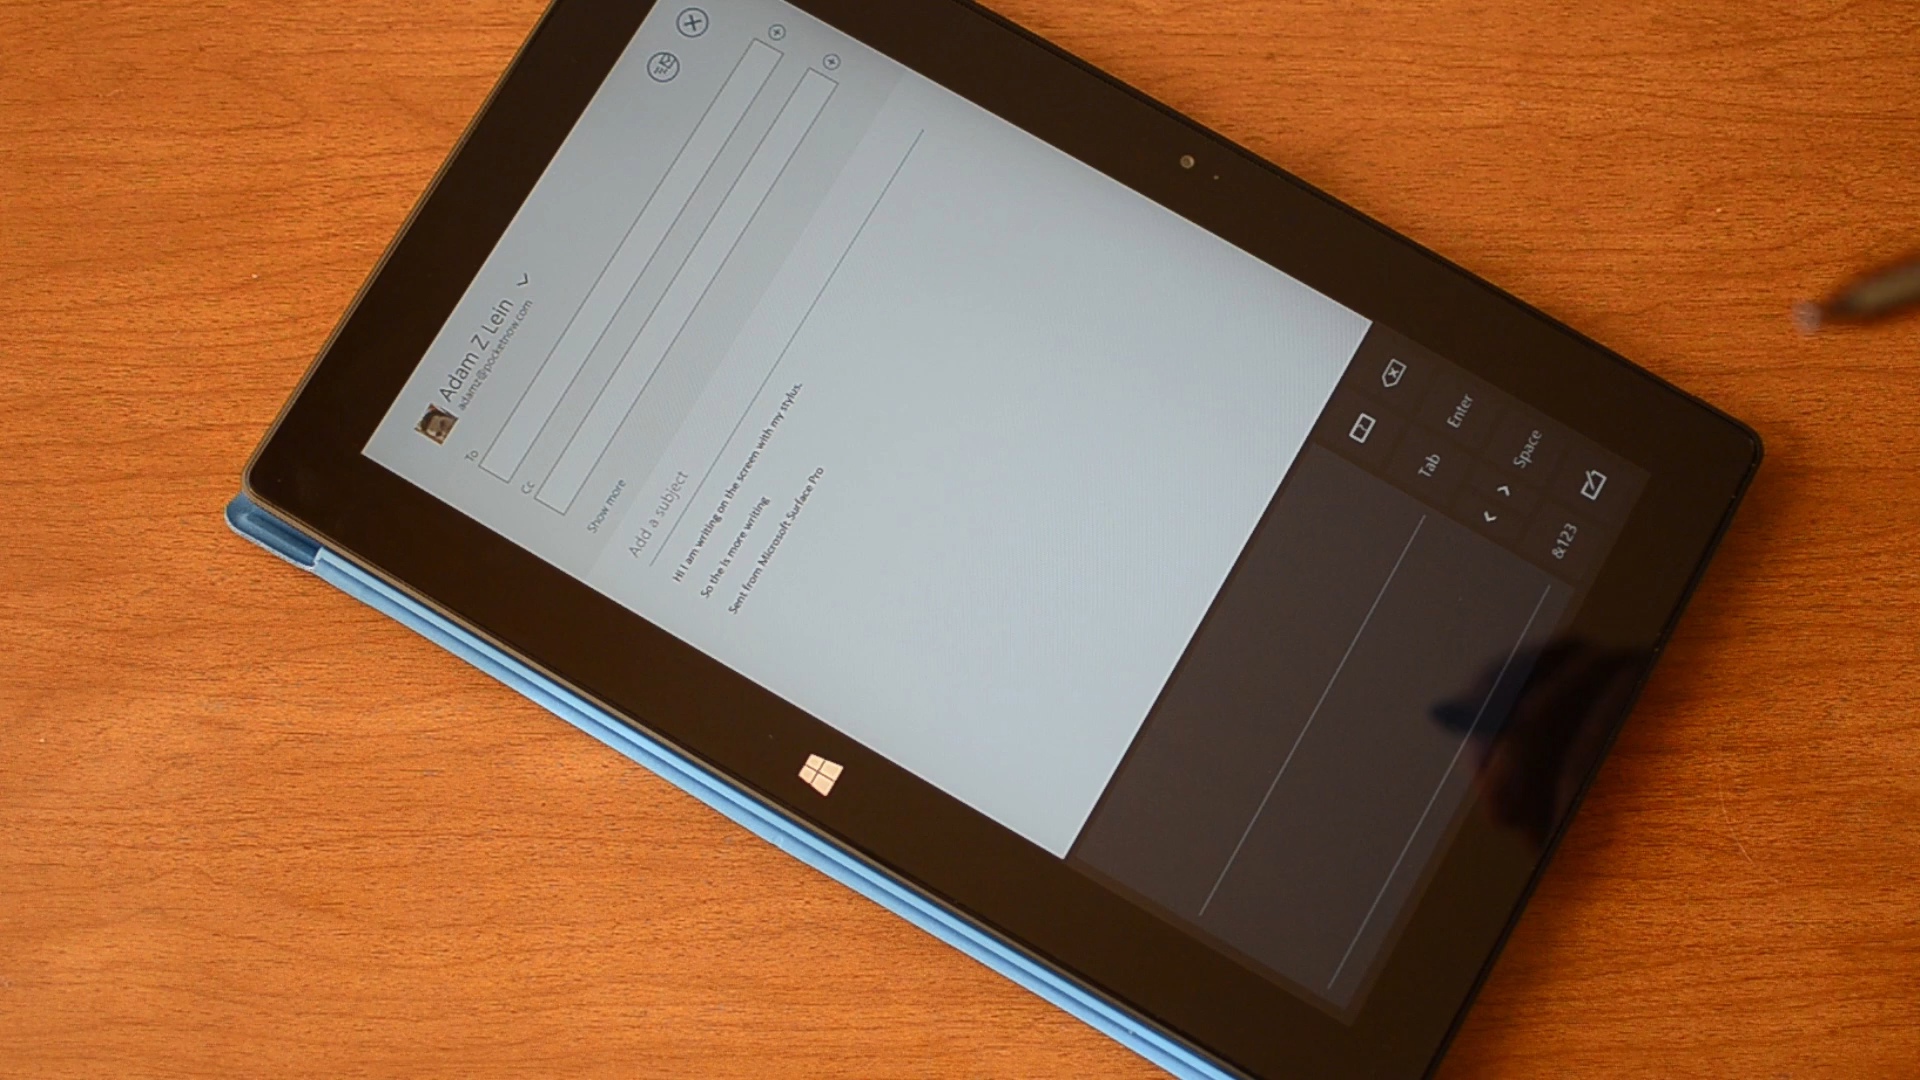 Adam Z Lein
adamz@pocketnow.com
To
Cc
Show more
Add a subject
Hi I am writing on the screen with my stylus.
So the is more writing
Sent from Microsoft Surface Pro
Tab
Enter
Space
&123